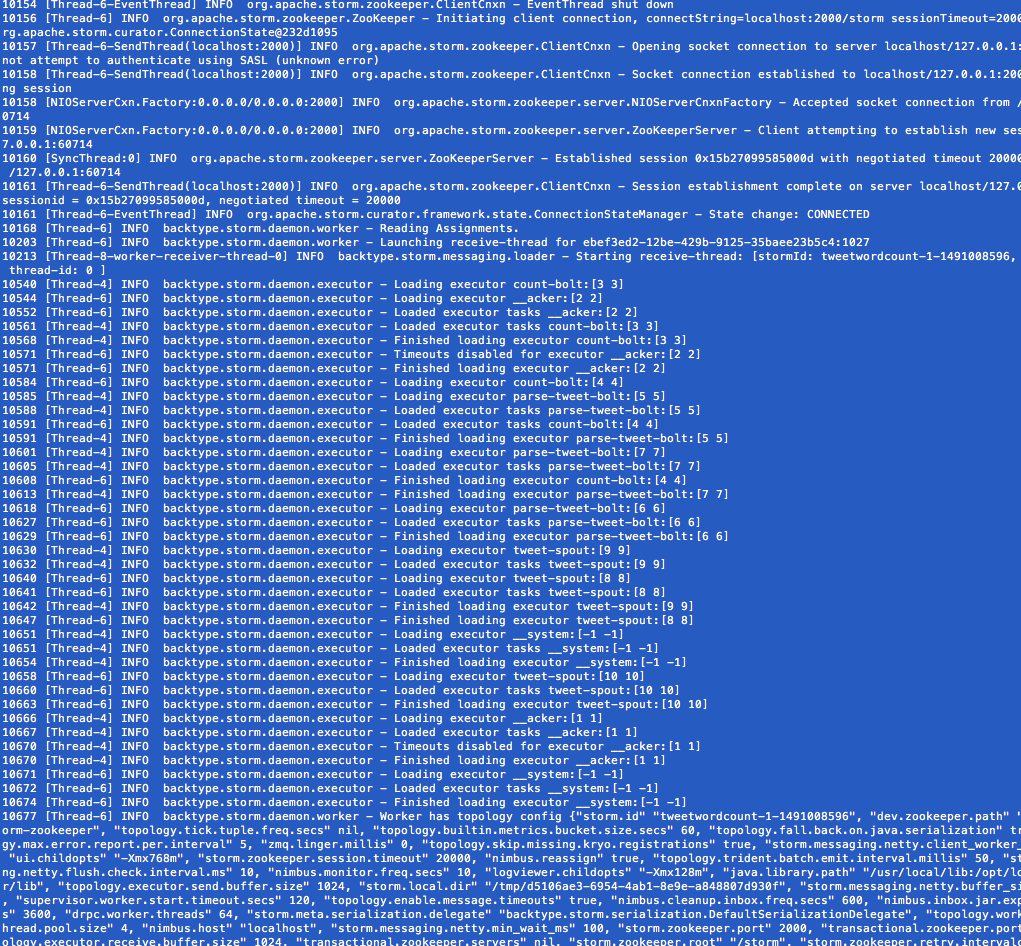 10154 [Thread-6-EventThread] INFO  org.apache.storm.zookeeper.ClientCnxn - EventThread shut down
10156 [Thread-6] INFO  org.apache.storm.zookeeper.ZooKeeper - Initiating client connection, connectString=localhost:2000/storm sessionTimeout=2000
rg.apache.storm.curator.ConnectionState@232d1095
10157 [Thread-6-SendThread(localhost:2000)] INFO  org.apache.storm.zookeeper.ClientCnxn - Opening socket connection to server localhost/127.0.0.1:
not attempt to authenticate using SASL (unknown error)
10158 [Thread-6-SendThread(localhost:2000)] INFO  org.apache.storm.zookeeper.ClientCnxn - Socket connection established to localhost/127.0.0.1:200
ng session
10158 [NIOServerCxn.Factory:0.0.0.0/0.0.0.0:2000] INFO  org.apache.storm.zookeeper.server.NIOServerCnxnFactory - Accepted socket connection from /
0714
10159 [NIOServerCxn.Factory:0.0.0.0/0.0.0.0:2000] INFO  org.apache.storm.zookeeper.server.ZooKeeperServer - Client attempting to establish new ses
7.0.0.1:60714
10160 [SyncThread:0] INFO  org.apache.storm.zookeeper.server.ZooKeeperServer - Established session 0x15b27099585000d with negotiated timeout 20000
/127.0.0.1:60714
10161 [Thread-6-SendThread(localhost:2000)] INFO  org.apache.storm.zookeeper.ClientCnxn - Session establishment complete on server localhost/127.0
sessionid = 0x15b27099585000d, negotiated timeout = 20000
10161 [Thread-6-EventThread] INFO  org.apache.storm.curator.framework.state.ConnectionStateManager - State change: CONNECTED
10168 [Thread-6] INFO  backtype.storm.daemon.worker - Reading Assignments.
10203 [Thread-6] INFO  backtype.storm.daemon.worker - Launching receive-thread for ebef3ed2-12be-429b-9125-35baee23b5c4:1027
10213 [Thread-8-worker-receiver-thread-0] INFO  backtype.storm.messaging.loader - Starting receive-thread: [stormId: tweetwordcount-1-1491008596,
thread-id: 0 ]
10540 [Thread-4] INFO  backtype.storm.daemon.executor - Loading executor count-bolt:[3 3]
10544 [Thread-6] INFO  backtype.storm.daemon.executor - Loading executor __acker:[2 2]
10552 [Thread-6] INFO  backtype.storm.daemon.executor - Loaded executor tasks __acker:[2 2]
10561 [Thread-4] INFO  backtype.storm.daemon.executor - Loaded executor tasks count-bolt:[3 3]
10568 [Thread-4] INFO  backtype.storm.daemon.executor - Finished loading executor count-bolt:[3 3]
10571 [Thread-6] INFO  backtype.storm.daemon.executor - Timeouts disabled for executor __acker:[2 2]
10571 [Thread-6] INFO  backtype.storm.daemon.executor - Finished loading executor __acker:[2 2]
10584 [Thread-6] INFO  backtype.storm.daemon.executor - Loading executor count-bolt:[4 4]
10585 [Thread-4] INFO  backtype.storm.daemon.executor - Loading executor parse-tweet-bolt:[5 5]
10588 [Thread-4] INFO  backtype.storm.daemon.executor - Loaded executor tasks parse-tweet-bolt:[5 5]
10591 [Thread-6] INFO  backtype.storm.daemon.executor - Loaded executor tasks count-bolt:[4 4]
10591 [Thread-4] INFO  backtype.storm.daemon.executor - Finished loading executor parse-tweet-bolt:[5 5]
10601 [Thread-4] INFO  backtype.storm.daemon.executor - Loading executor parse-tweet-bolt:[7 7]
10605 [Thread-4] INFO  backtype.storm.daemon.executor - Loaded executor tasks parse-tweet-bolt:[7 7]
10608 [Thread-6] INFO  backtype.storm.daemon.executor - Finished loading executor count-bolt:[4 4]
10613 [Thread-4] INFO  backtype.storm.daemon.executor - Finished loading executor parse-tweet-bolt:[7 7]
10618 [Thread-6] INFO  backtype.storm.daemon.executor - Loading executor parse-tweet-bolt:[6 6]
10627 [Thread-6] INFO  backtype.storm.daemon.executor - Loaded executor tasks parse-tweet-bolt:[6 6]
10629 [Thread-6] INFO  backtype.storm.daemon.executor - Finished loading executor parse-tweet-bolt:[6 6]
10630 [Thread-4] INFO  backtype.storm.daemon.executor - Loading executor tweet-spout:[9 9]
10632 [Thread-4] INFO  backtype.storm.daemon.executor - Loaded executor tasks tweet-spout:[9 9]
10640 [Thread-6] INFO  backtype.storm.daemon.executor - Loading executor tweet-spout:[8 8]
10641 [Thread-6] INFO  backtype.storm.daemon.executor - Loaded executor tasks tweet-spout:[8 8]
10642 [Thread-4] INFO  backtype.storm.daemon.executor - Finished loading executor tweet-spout:[9 9]
10647 [Thread-6] INFO  backtype.storm.daemon.executor - Finished loading executor tweet-spout:[8 8]
10651 [Thread-4] INFO  backtype.storm.daemon.executor - Loading executor __system:[-1 -1]
10651 [Thread-4] INFO  backtype.storm.daemon.executor - Loaded executor tasks __system:[-1 -1]
10654 [Thread-4] INFO  backtype.storm.daemon.executor - Finished loading executor __system:[-1 -1]
10658 [Thread-6] INFO  backtype.storm.daemon.executor - Loading executor tweet-spout:[10 10]
10660 [Thread-6] INFO  backtype.storm.daemon.executor - Loaded executor tasks tweet-spout:[10 10]
10663 [Thread-6] INFO  backtype.storm.daemon.executor - Finished loading executor tweet-spout:[10 10]
10666 [Thread-4] INFO  backtype.storm.daemon.executor - Loading executor __acker:[1 1]
10667 [Thread-4] INFO  backtype.storm.daemon.executor - Loaded executor tasks __acker:[1 1]
10670 [Thread-4] INFO  backtype.storm.daemon.executor - Timeouts disabled for executor __acker:[1 1]
10670 [Thread-4] INFO  backtype.storm.daemon.executor - Finished loading executor __acker:[1 1]
10671 [Thread-6] INFO  backtype.storm.daemon.executor - Loading executor __system:[-1 -1]
10672 [Thread-6] INFO  backtype.storm.daemon.executor - Loaded executor tasks __system:[-1 -1]
10674 [Thread-6] INFO  backtype.storm.daemon.executor - Finished loading executor __system:[-1 -1]
10677 [Thread-6] INFO  backtype.storm.daemon.worker - Worker has topology config {"storm.id" "tweetwordcount-1-1491008596", "dev.zookeeper.path" "
orm-zookeeper", "topology.tick.tuple.freq.secs" nil, "topology.builtin.metrics.bucket.size.secs" 60, "topology.fall.back.on.java.serialization" tr
gy.max.error.report.per.interval" 5, "zmq.linger.millis" 0, "topology.skip.missing.kryo.registrations" true, "storm.messaging.netty.client_worker_
"ui.childopts" "-Xmx768m", "storm.zookeeper.session.timeout" 20000, "nimbus.reassign" true, "topology.trident.batch.emit.interval.millis" 50, "st
ng.netty.flush.check.interval.ms" 10, "nimbus.monitor.freq.secs" 10, "logviewer.childopts" "-Xmx128m", "java.library.path" "/usr/local/lib:/opt/lo
r/lib", "topology.executor.send.buffer.size" 1024, "storm.local.dir" "/tmp/d5106ae3-6954-4ab1-8e9e-a848807d930f", "storm.messaging.netty.buffer_si
, "supervisor.worker.start.timeout.secs" 120, "topology.enable.message.timeouts" true, "nimbus.cleanup.inbox.freq.secs" 600, "nimbus.inbox.jar.exp
s" 3600, "drpc.worker.threads" 64, "storm.meta.serialization.delegate" "backtype.storm.serialization.DefaultSerializationDelegate", "topology.work
hread.pool.size" 4, "nimbus.host" "localhost", "storm.messaging.netty.min_wait_ms" 100, "storm.zookeeper.port" 2000, "transactional.zookeeper.port
ology.executor.receive.buffer.size" 1024, "transactional.zookeeper.servers" nil, "storm.zookeeper.root" "/storm", "storm.zookeeper.retry.interval